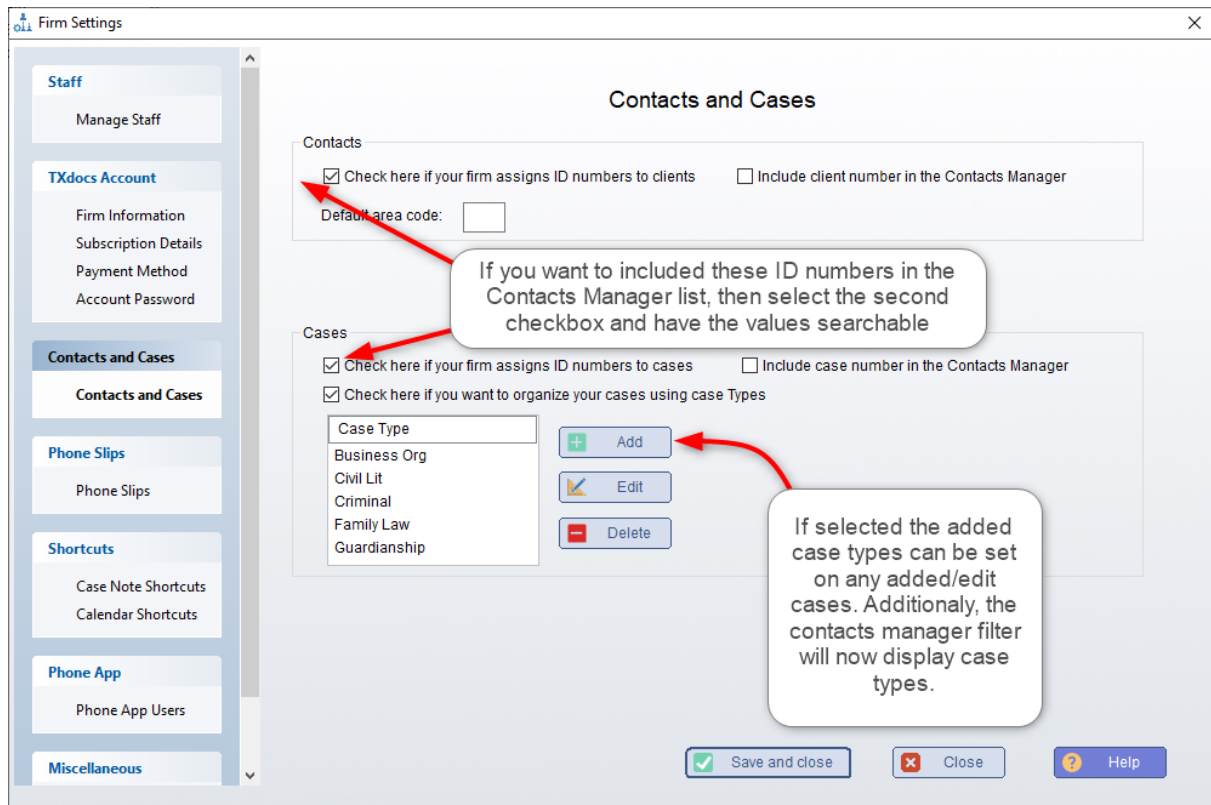 Firm Settings
Staff
Manage Staff
TXdocs Account
Firm Information
Subscription Details
Payment Method
Account Password
Contacts and Cases
Contacts and Cases
Phone Slips
Phone Slips
Shortcuts
Case Note Shortcuts
Calendar Shortcuts
Phone App
Phone App Users
Miscellaneous
Contacts and Cases
Contacts
Check here if your firm assigns ID numbers to clients
Include client number in the Contacts Manager
Default area code:
If you want to included these ID numbers in the
Contacts Manager list, then select the second
checkbox and have the values searchable
Cases
Check here if your firm assigns ID numbers to cases
Include case number in the Contacts Manager
Check here if you want to organize your cases using case Types
Case Type
Business Org
Civil Lit
Criminal
Family Law
Guardianship
Add
Edit
Delete
If selected the added
case types can be set
on any added/edit
cases. Additionaly, the
contacts manager filter
will now display case
types.
Save and close
Close
Help